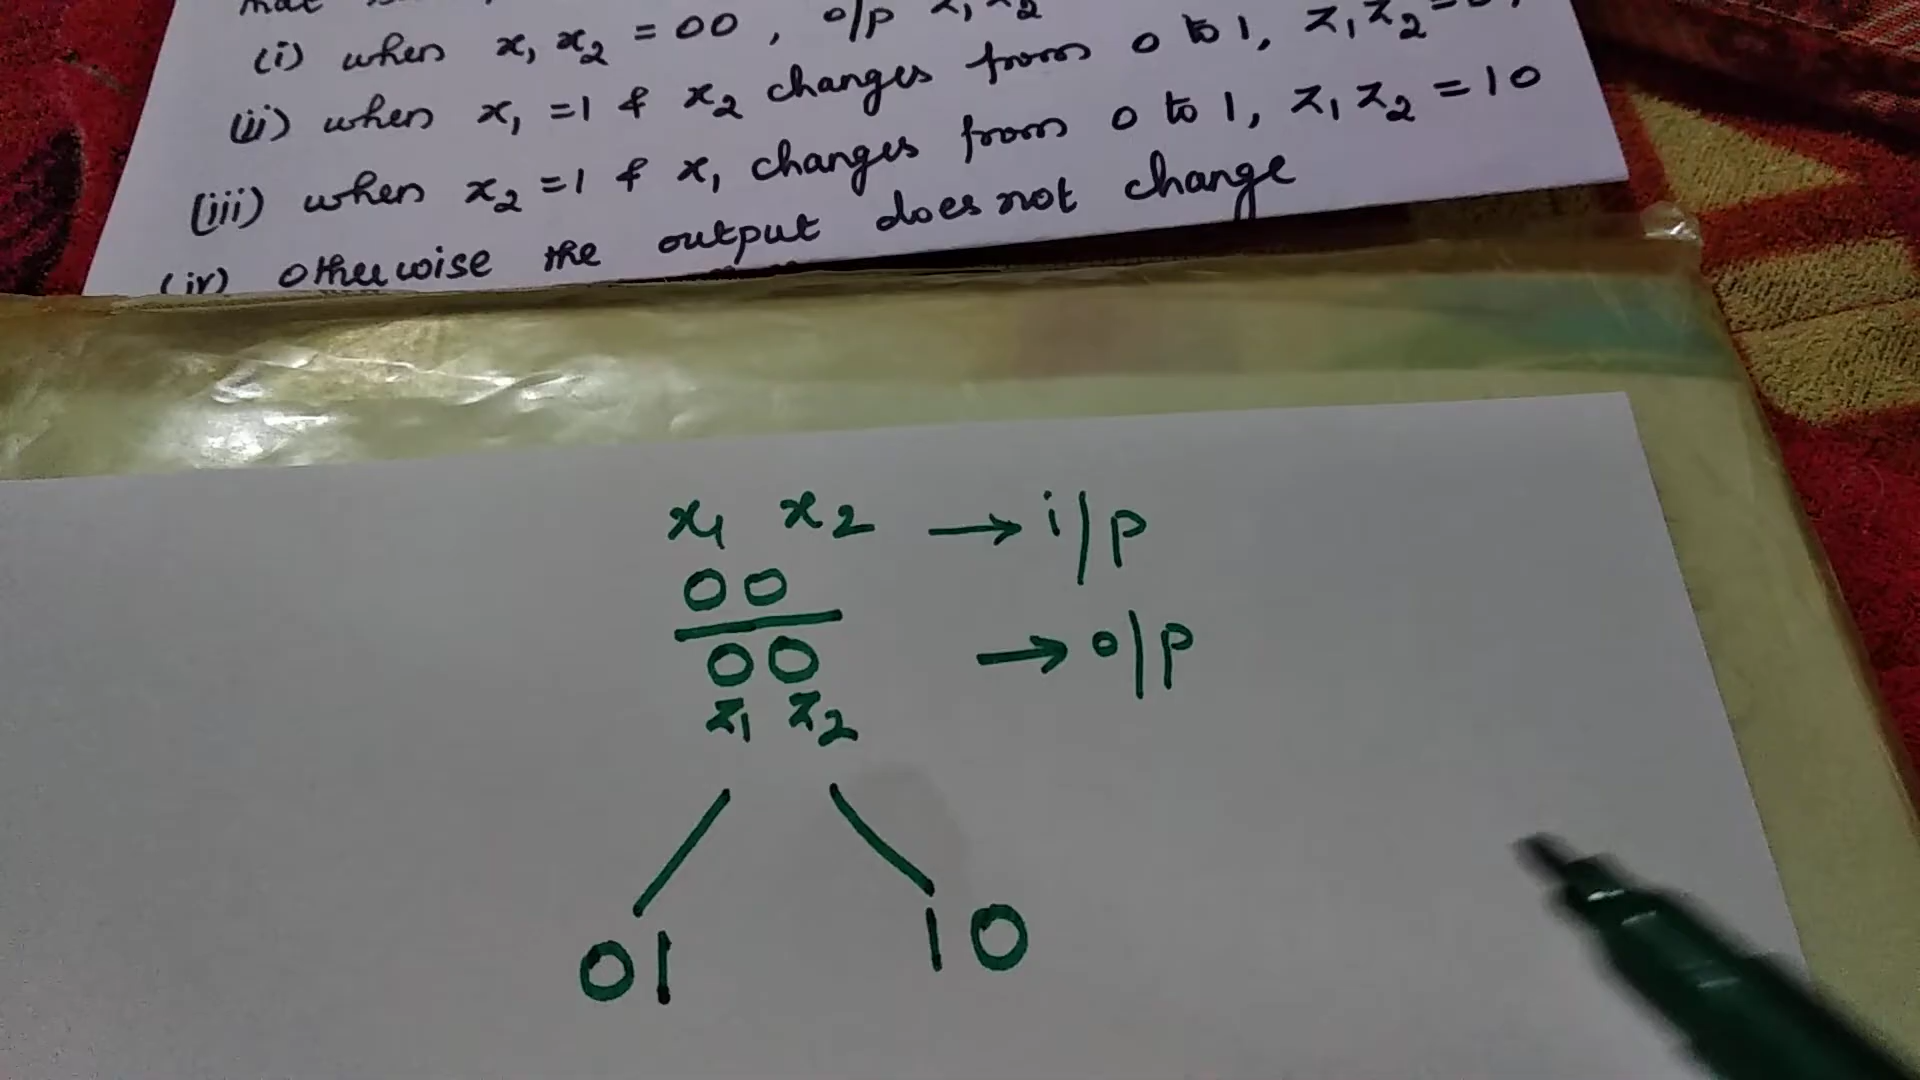 (i) when x1 x2 = 00, o/p z1 z2
(ii) when x1 = 1 & x2 changes from 0 to 1, z1 z2 =
(iii) when x2 = 1 & x1 changes from 0 to 1, z1 z2 = 10
(iv) otherwise the output does not change
x1 x2 → i/p
00
00 → o/p
z1 z2
01 10